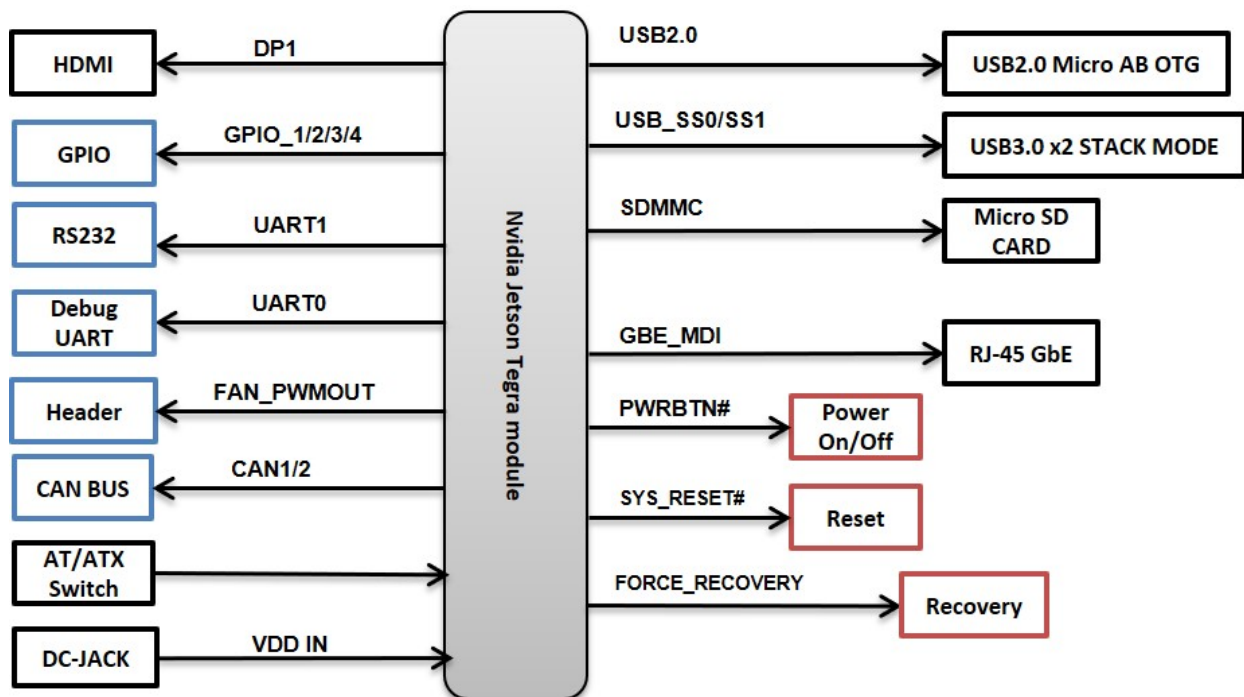 DP1
HDMI
GPIO_1/2/3/4
GPIO
UART1
RS232
UART0
Debug
UART
FAN_PWMOUT
Header
CAN1/2
CAN BUS
AT/ATX
Switch
VDD IN
DC-JACK
Nvidia Jetson Tegra module
USB2.0
USB2.0 Micro AB OTG
USB_SS0/SS1
USB3.0 x2 STACK MODE
SDMMC
Micro SD
CARD
GBE_MDI
RJ-45 GbE
PWRBTN#
Power
On/Off
SYS_RESET#
Reset
FORCE_RECOVERY
Recovery